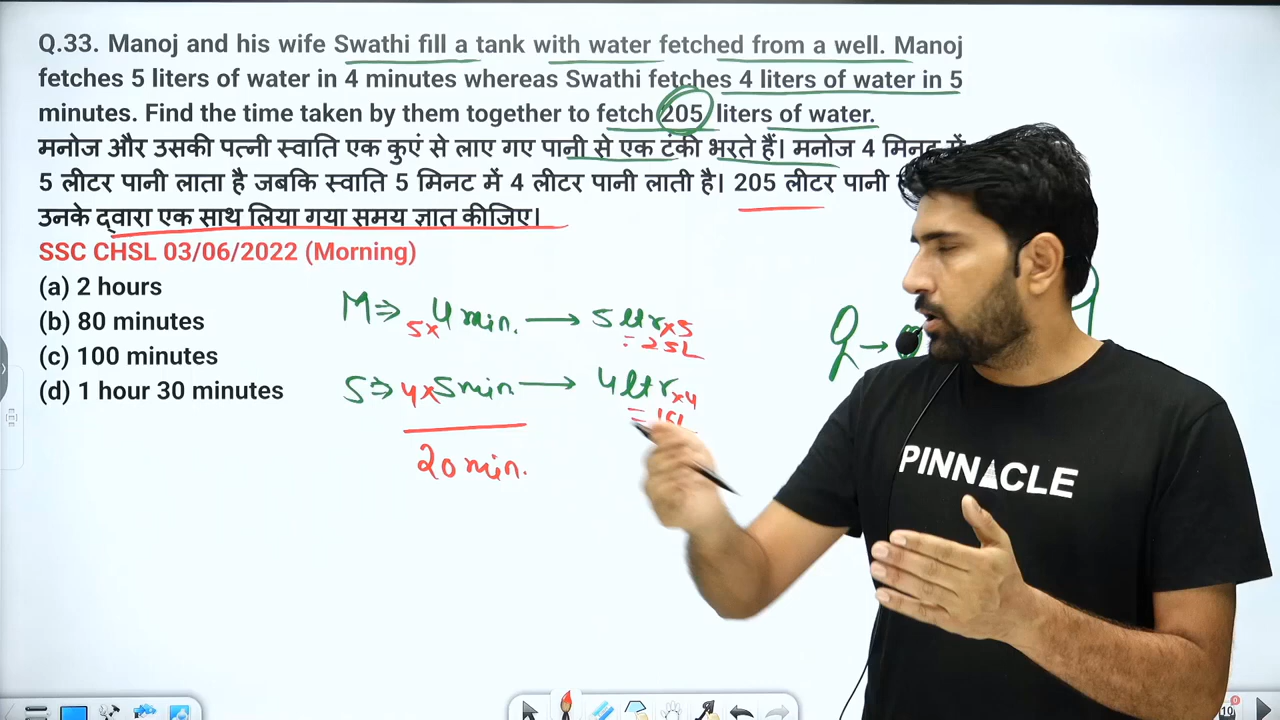 Q.33. Manoj and his wife Swathi fill a tank with water fetched from a well. Manoj
fetches 5 liters of water in 4 minutes whereas Swathi fetches 4 liters of water in 5
minutes. Find the time taken by them together to fetch 205 liters of water.
मनोज और उसकी पत्नी स्वाति एक कुएं से लाए गए पानी से एक टंकी भरते हैं। मनोज 4 मिनट में
5 लीटर पानी लाता है जबकि स्वाति 5 मिनट में 4 लीटर पानी लाती है। 205 लीटर पानी
उनके द्वारा एक साथ लिया गया समय ज्ञात कीजिए।
SSC CHSL 03/06/2022 (Morning)
(a) 2 hours
(b) 80 minutes
(c) 100 minutes
(d) 1 hour 30 minutes
M⇒ 5× 4 min. → 5 ltr ×5
= 25L
S⇒ 4× 5min → 4 ltr ×4
20 min.
PINNACLE